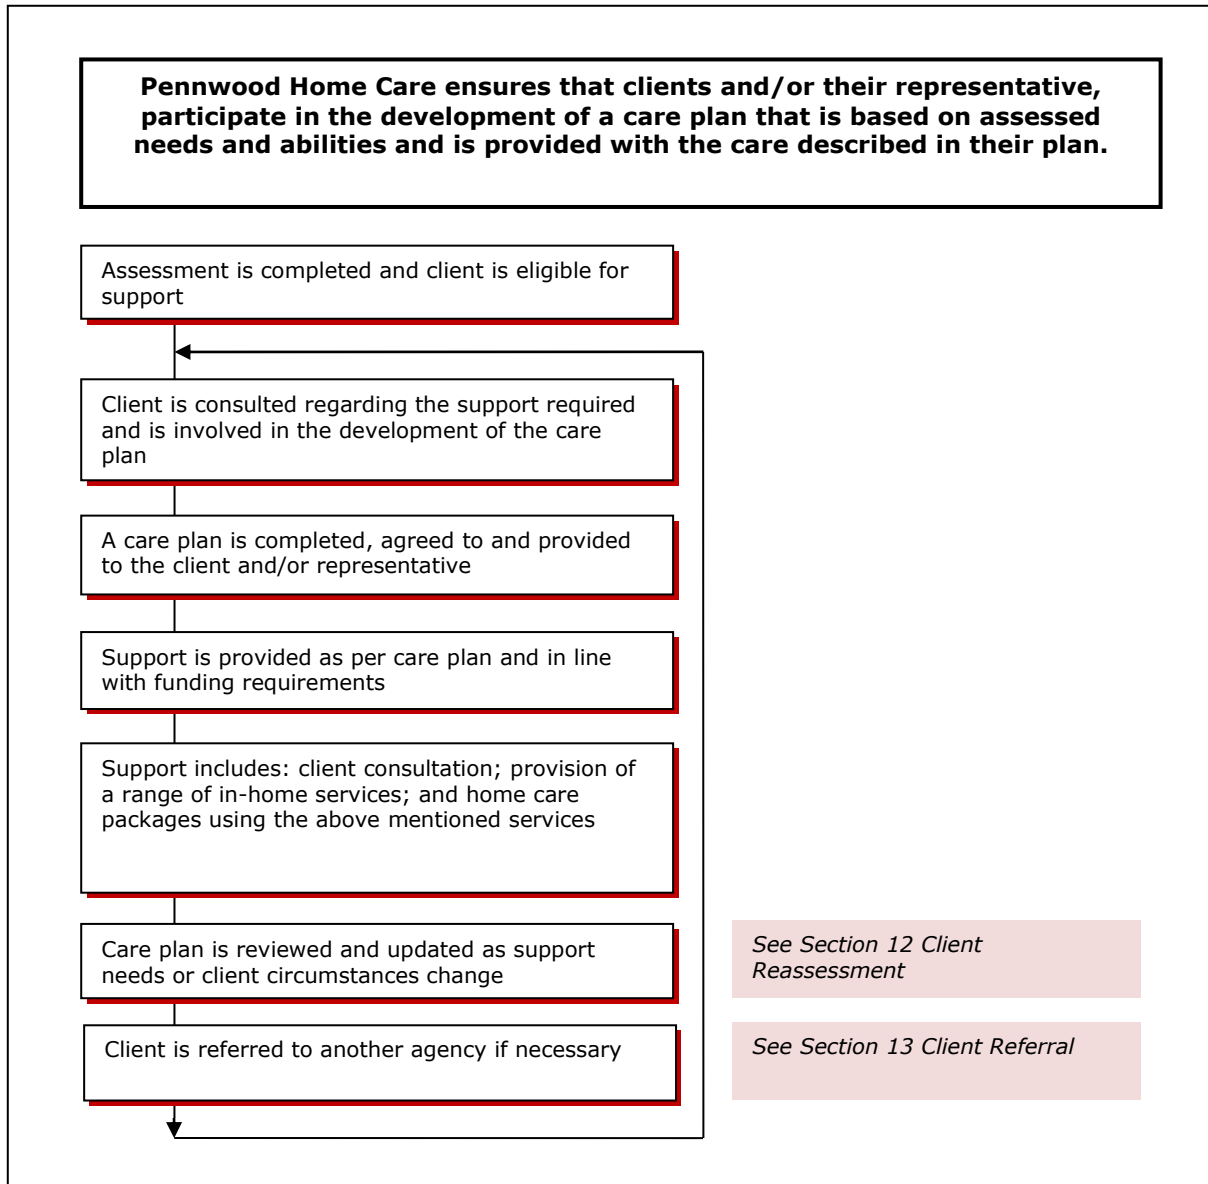 Pennwood Home Care ensures that clients and/or their representative,
participate in the development of a care plan that is based on assessed
needs and abilities and is provided with the care described in their plan.
Assessment is completed and client is eligible for
support
Client is consulted regarding the support required
and is involved in the development of the care
plan
A care plan is completed, agreed to and provided
to the client and/or representative
Support is provided as per care plan and in line
with funding requirements
Support includes: client consultation; provision of
a range of in-home services; and home care
packages using the above mentioned services
Care plan is reviewed and updated as support
needs or client circumstances change
See Section 12 Client
Reassessment
Client is referred to another agency if necessary
See Section 13 Client Referral